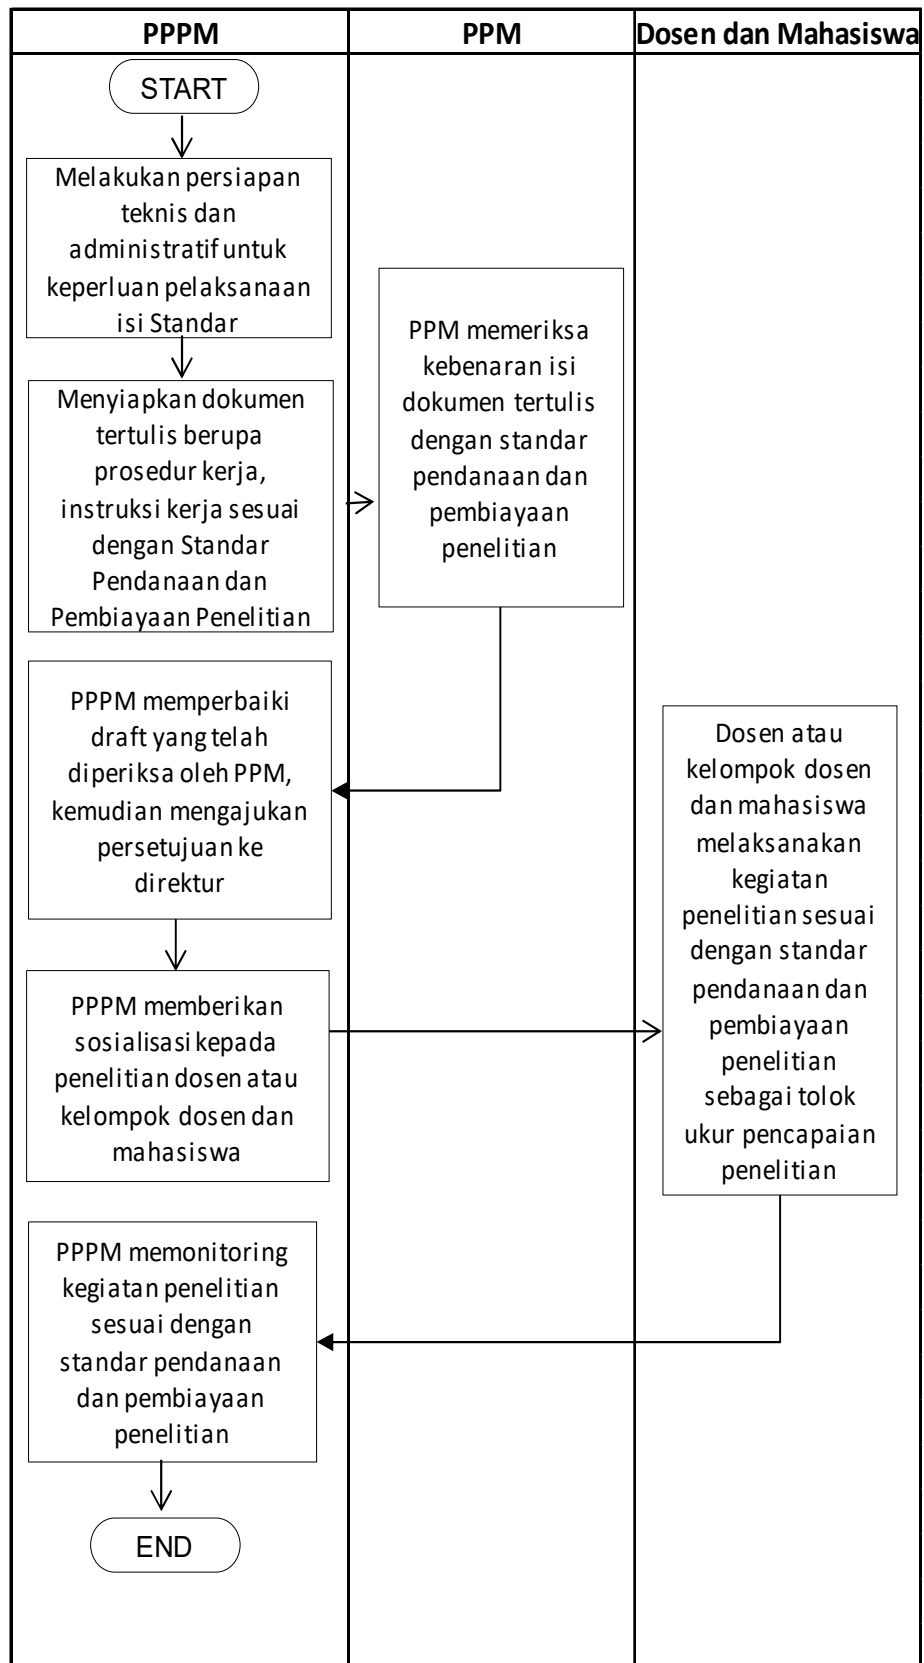 PPPM
PPM
Dosen dan Mahasiswa
START
Melakukan persiapan
teknis dan
administratif untuk
keperluan pelaksanaan
isi Standar
Menyiapkan dokumen
tertulis berupa
prosedur kerja,
instruksi kerja sesuai
dengan Standar
Pendanaan dan
Pembiayaan Penelitian
PPM memeriksa
kebenaran isi
dokumen tertulis
dengan standar
pendanaan dan
pembiayaan
penelitian
PPPM memperbaiki
draft yang telah
diperiksa oleh PPM,
kemudian mengajukan
persetujuan ke
direktur
PPPM memberikan
sosialisasi kepada
penelitian dosen atau
kelompok dosen dan
mahasiswa
Dosen atau
kelompok dosen
dan mahasiswa
melaksanakan
kegiatan
penelitian sesuai
dengan standar
pendanaan dan
pembiayaan
penelitian
sebagai tolok
ukur pencapaian
penelitian
PPPM memonitoring
kegiatan penelitian
sesuai dengan
standar pendanaan
dan pembiayaan
penelitian
END